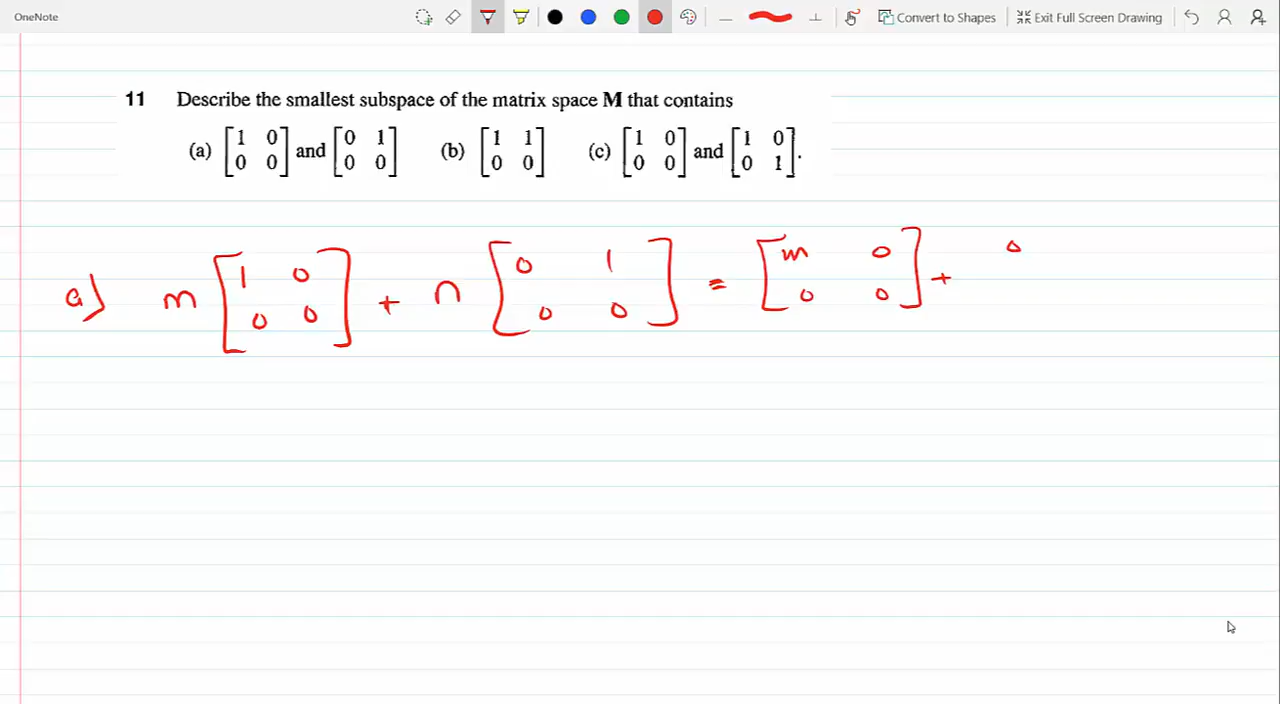 OneNote
Convert to Shapes
Exit Full Screen Drawing
11 Describe the smallest subspace of the matrix space M that contains
(a) [1 0; 0 0] and [0 1; 0 0] (b) [1 1; 0 0] (c) [1 0; 0 0] and [1 0; 0 1].
a) m [1 0; 0 0] + n [0 1; 0 0] = [m 0; 0 0] + 0